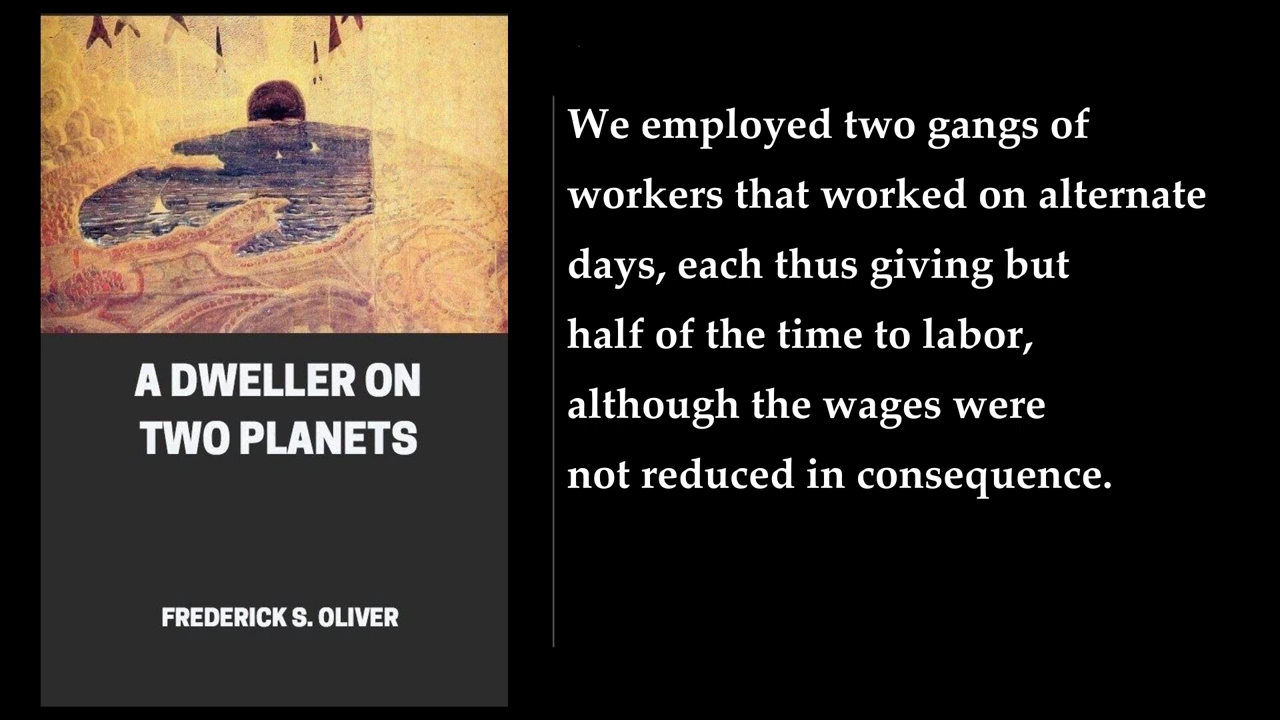 A DWELLER ON
TWO PLANETS
FREDERICK S. OLIVER
We employed two gangs of
workers that worked on alternate
days, each thus giving but
half of the time to labor,
although the wages were
not reduced in consequence.